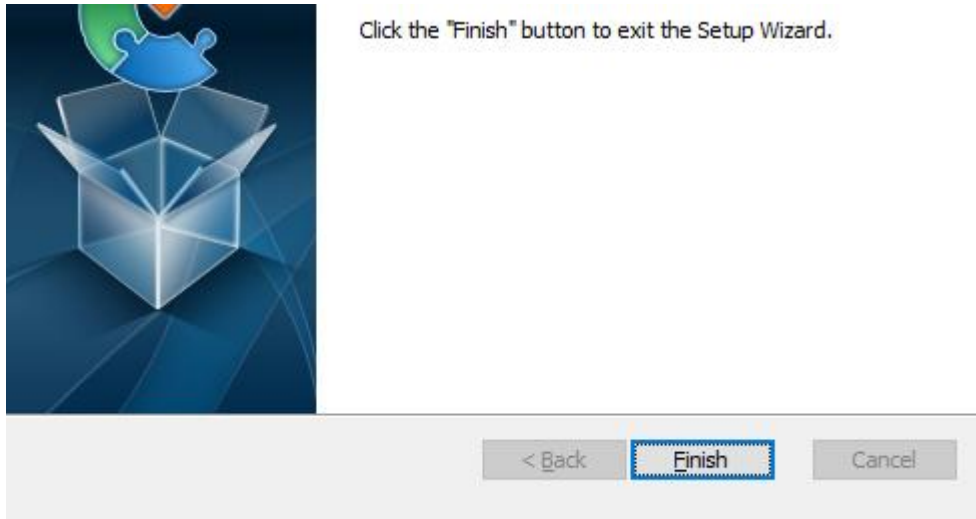 Click the "Finish" button to exit the Setup Wizard.
< Back Finish Cancel